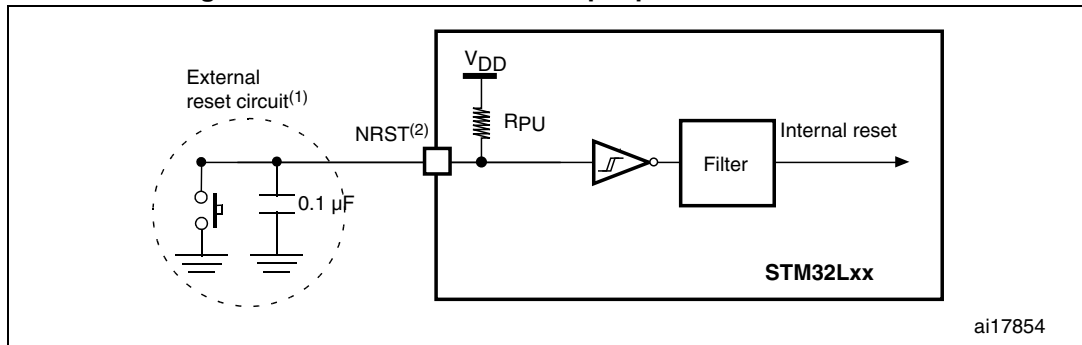 External
reset circuit(1)
VDD
RPU
NRST(2)
Internal reset
Filter
0.1 µF
STM32Lxx
ai17854